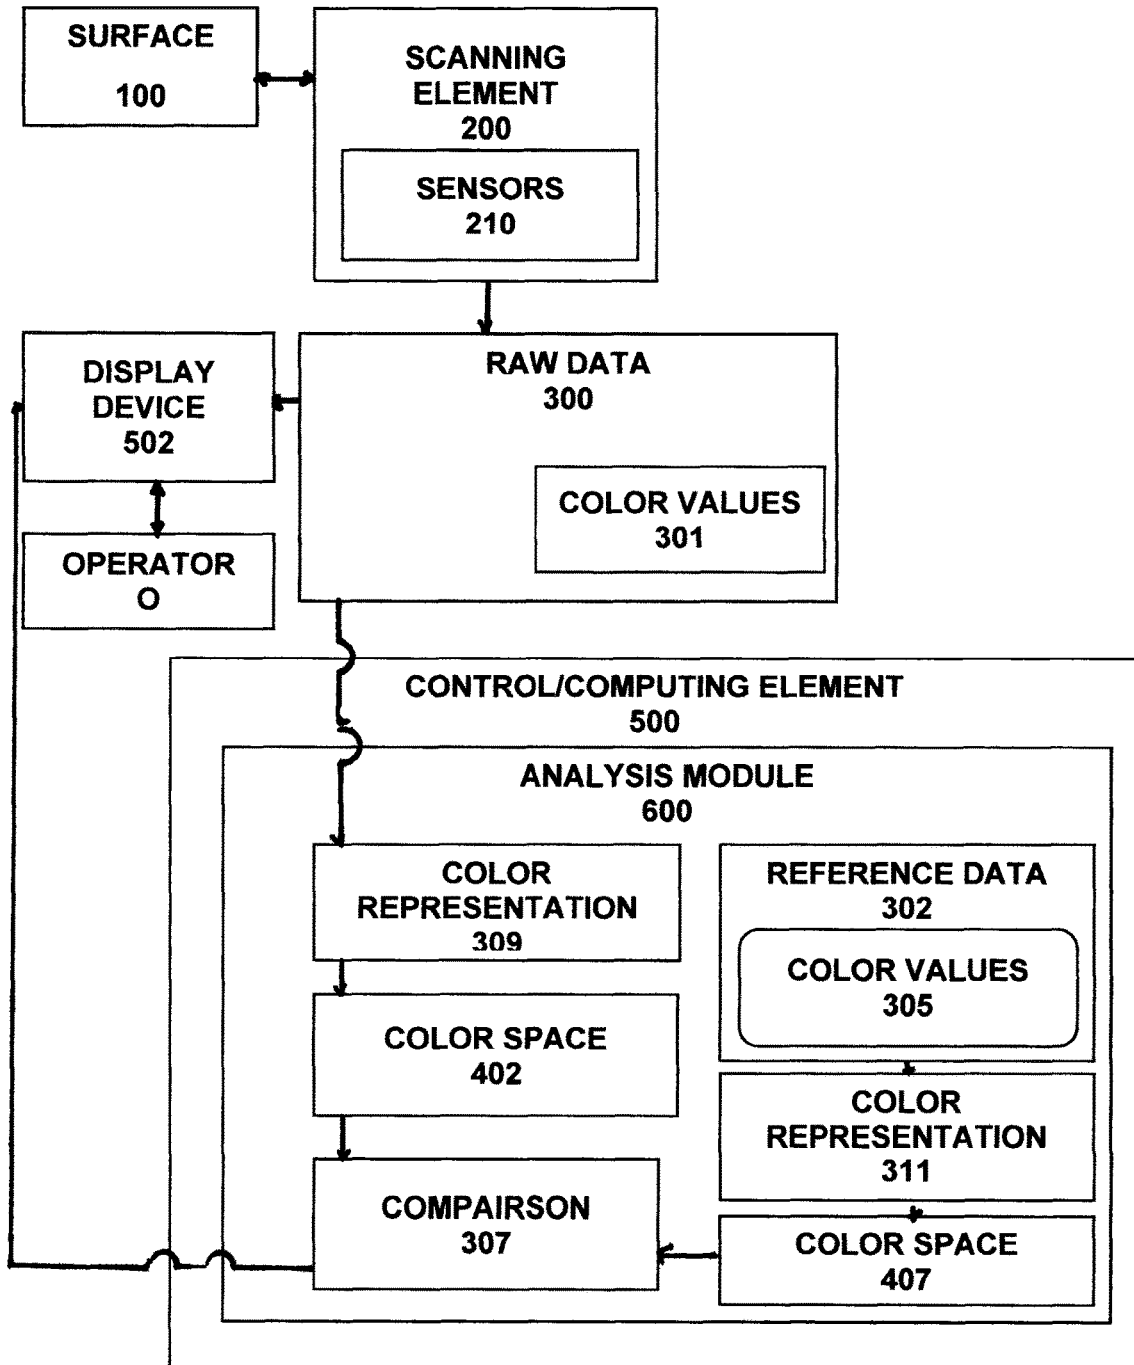 SURFACE
100
SCANNING
ELEMENT
200
SENSORS
210
RAW DATA
300
COLOR VALUES
301
DISPLAY
DEVICE
502
OPERATOR
O
CONTROL/COMPUTING ELEMENT
500
ANALYSIS MODULE
600
COLOR
REPRESENTATION
309
COLOR SPACE
402
COMPAIRSON
307
REFERENCE DATA
302
COLOR VALUES
305
COLOR
REPRESENTATION
311
COLOR SPACE
407